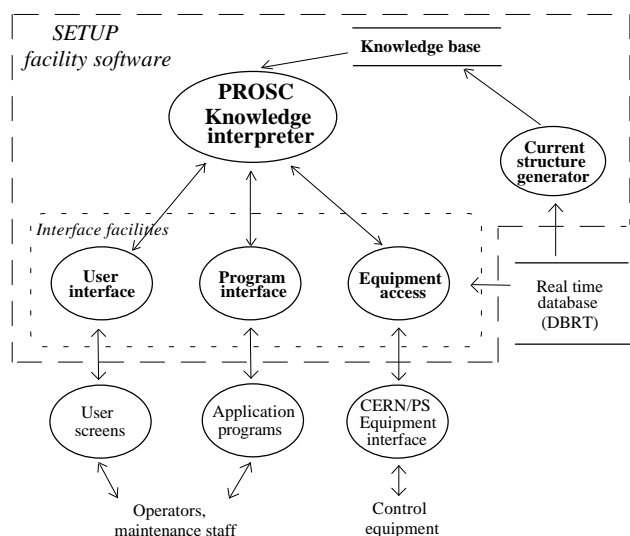 SETUP
facility software
Knowledge base
PROSC
Knowledge
interpreter
Current
structure
generator
Interface facilities
User
interface
Program
interface
Equipment
access
Real time
database
(DBRT)
User
screens
Application
programs
CERN/PS
Equipment
interface
Operators,
maintenance staff
Control
equipment